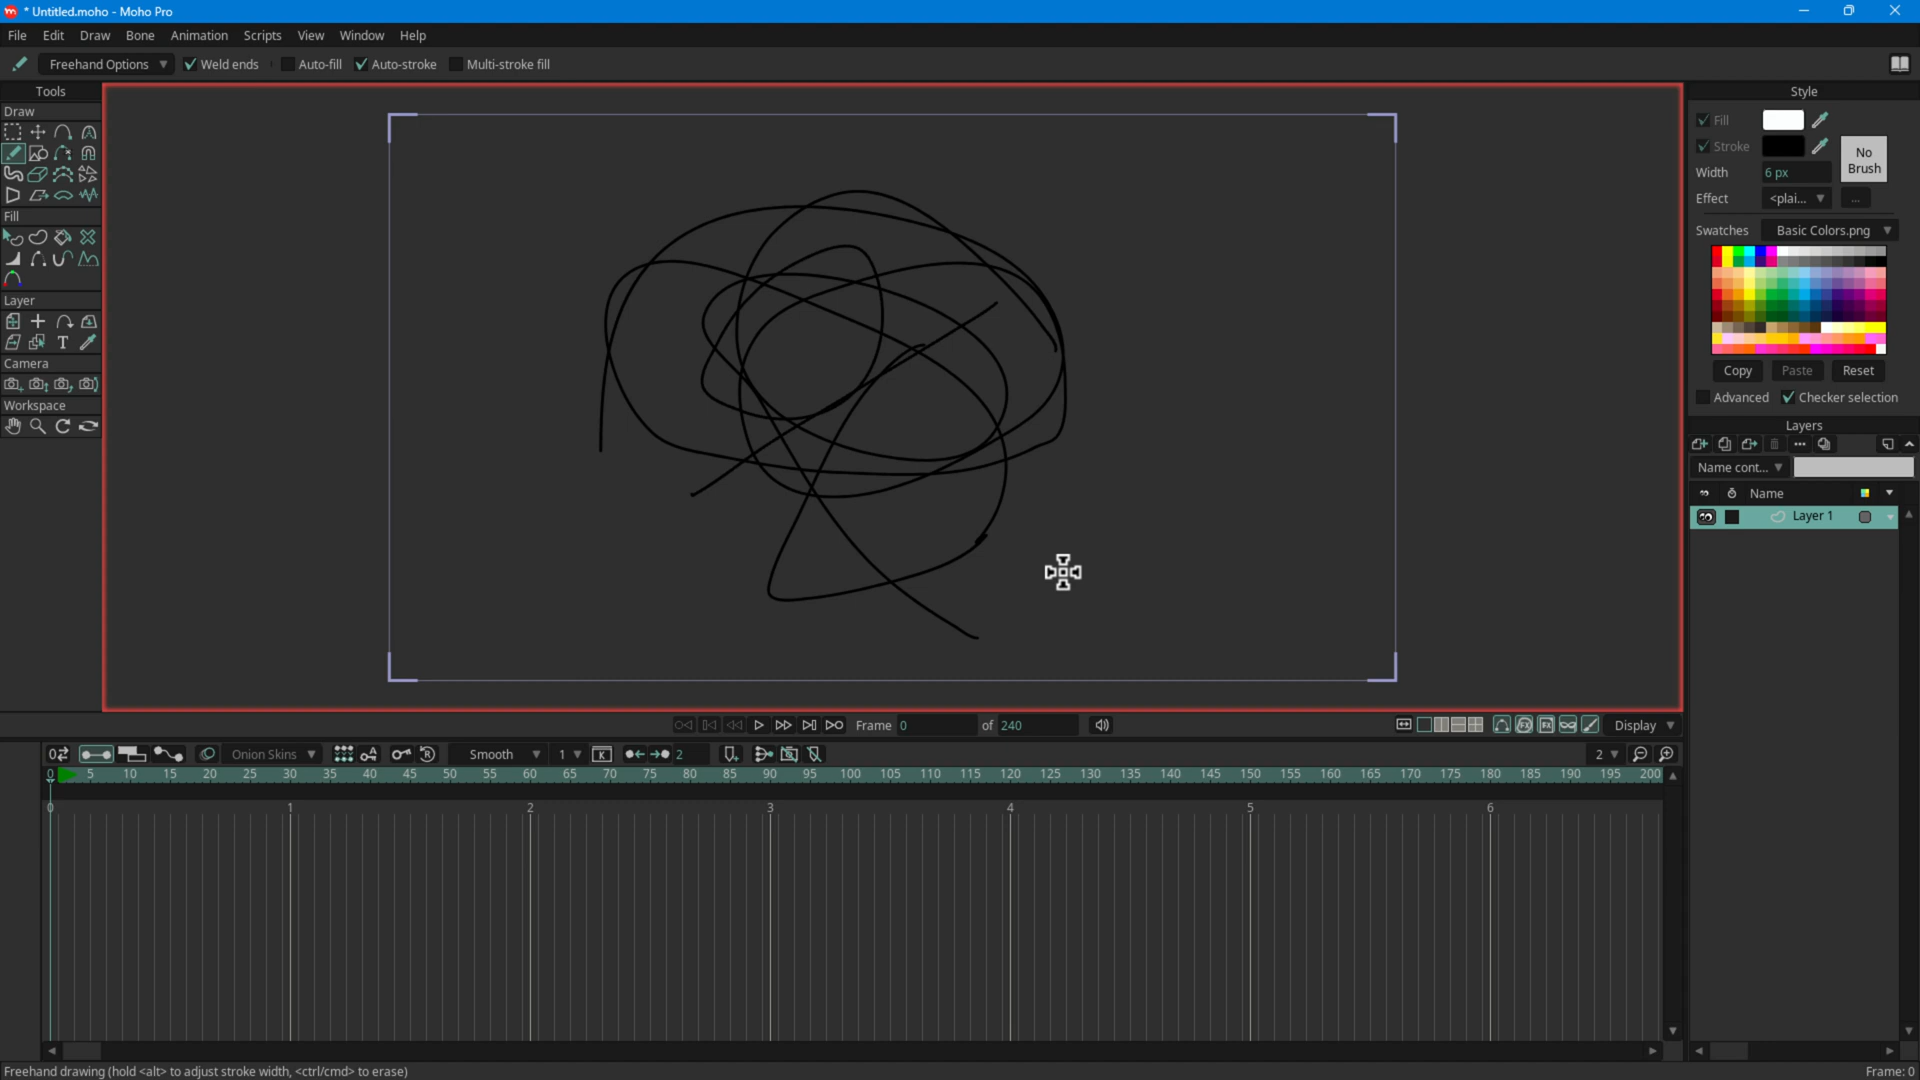 * Untitled.moho - Moho Pro
File Edit Draw Bone Animation Scripts View Window Help
Freehand Options Weld ends Auto-fill Auto-stroke Multi-stroke fill
Tools
Draw
Fill
Layer
T
Camera
Workspace
Style
Fill
Stroke
No Brush
Width 6 px
Effect <plai... ...
Swatches Basic Colors.png
Copy Paste Reset
Advanced Checker selection
Layers
Name cont...
Name
Layer 1
Frame 0 of 240 Display
Onion Skins Smooth 1 K 2 2
0 5 10 15 20 25 30 35 40 45 50 55 60 65 70 75 80 85 90 95 100 105 110 115 120 125 130 135 140 145 150 155 160 165 170 175 180 185 190 195 200
0 1 2 3 4 5 6
Freehand drawing (hold <alt> to adjust stroke width, <ctrl/cmd> to erase) Frame: 0